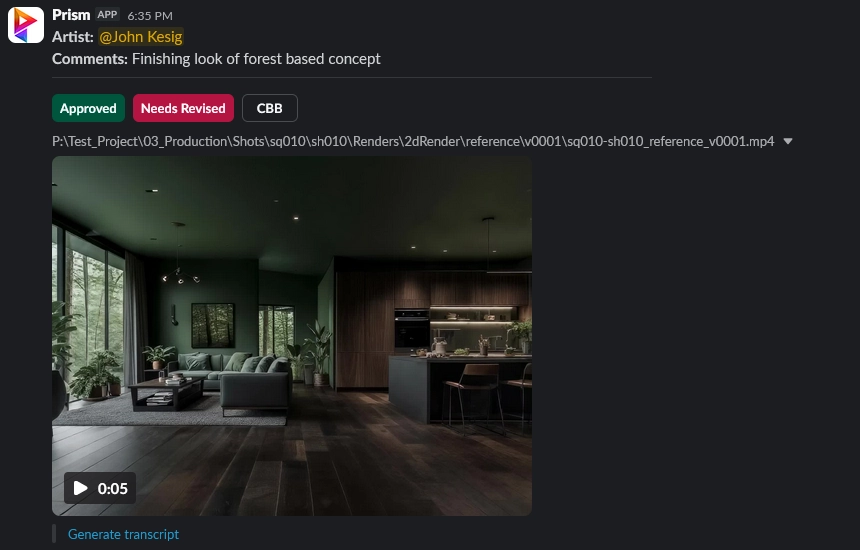 Prism APP 6:35 PM
Artist: @John Kesig
Comments: Finishing look of forest based concept
Approved Needs Revised CBB
P:\Test_Project\03_Production\Shots\sq010\sh010\Renders\2dRender\reference\v0001\sq010-sh010_reference_v0001.mp4
0:05
Generate transcript